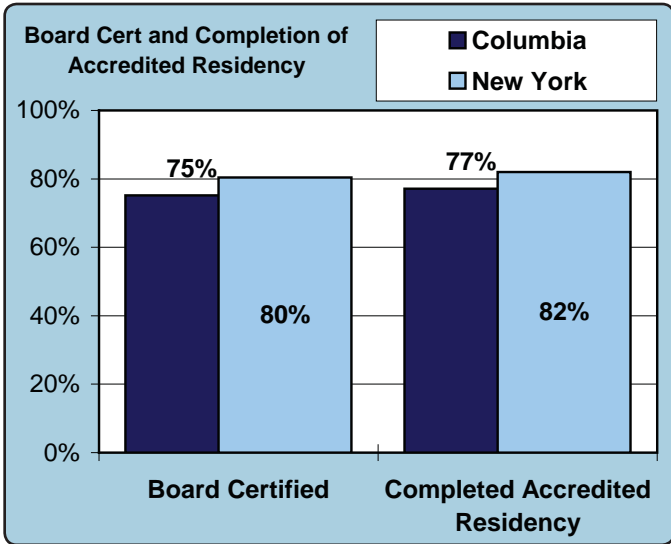 Board Cert and Completion of
Accredited Residency
Columbia
New York
100%
80%
60%
40%
20%
0%
75%
80%
77%
82%
Board Certified
Completed Accredited
Residency